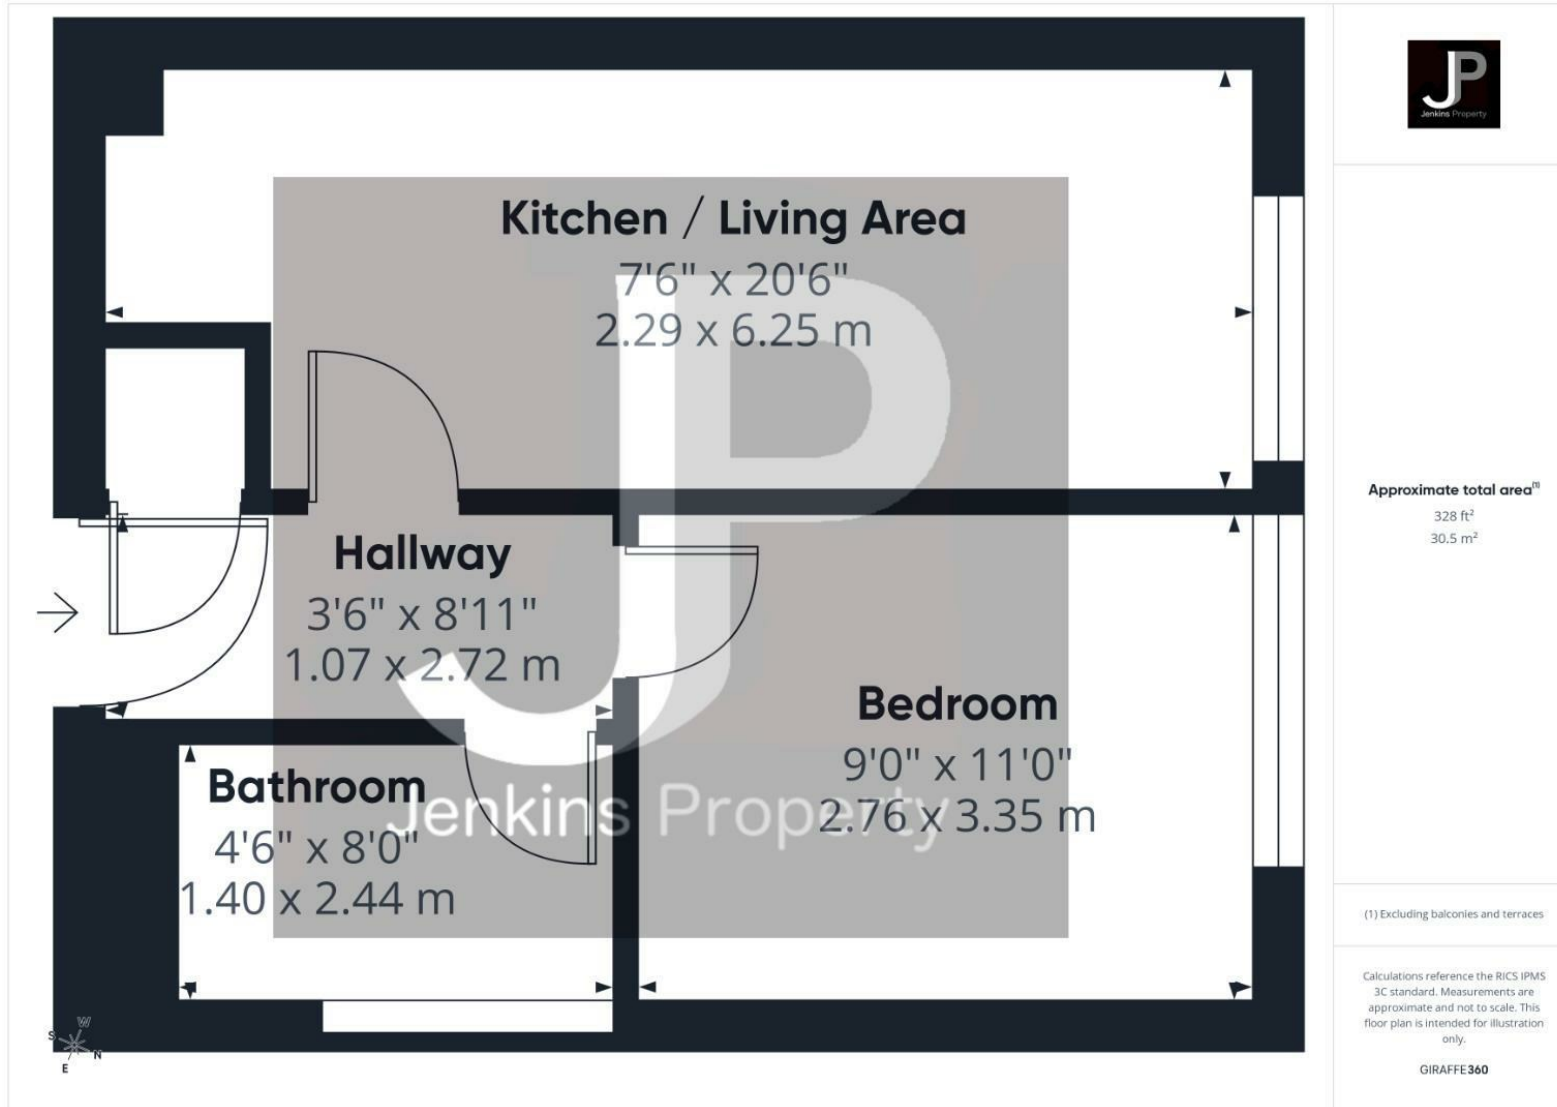 Kitchen / Living Area
7'6" x 20'6"
2.29 x 6.25 m
Hallway
3'6" x 8'11"
1.07 x 2.72 m
Bedroom
9'0" x 11'0"
2.76 x 3.35 m
Bathroom
4'6" x 8'0"
1.40 x 2.44 m
JP
Jenkins Property
W
S
N
E
JP
Jenkins Property
Approximate total area(1)
328 ft²
30.5 m²
(1) Excluding balconies and terraces
Calculations reference the RICS IPMS
3C standard. Measurements are
approximate and not to scale. This
floor plan is intended for illustration
only.
GIRAFFE360